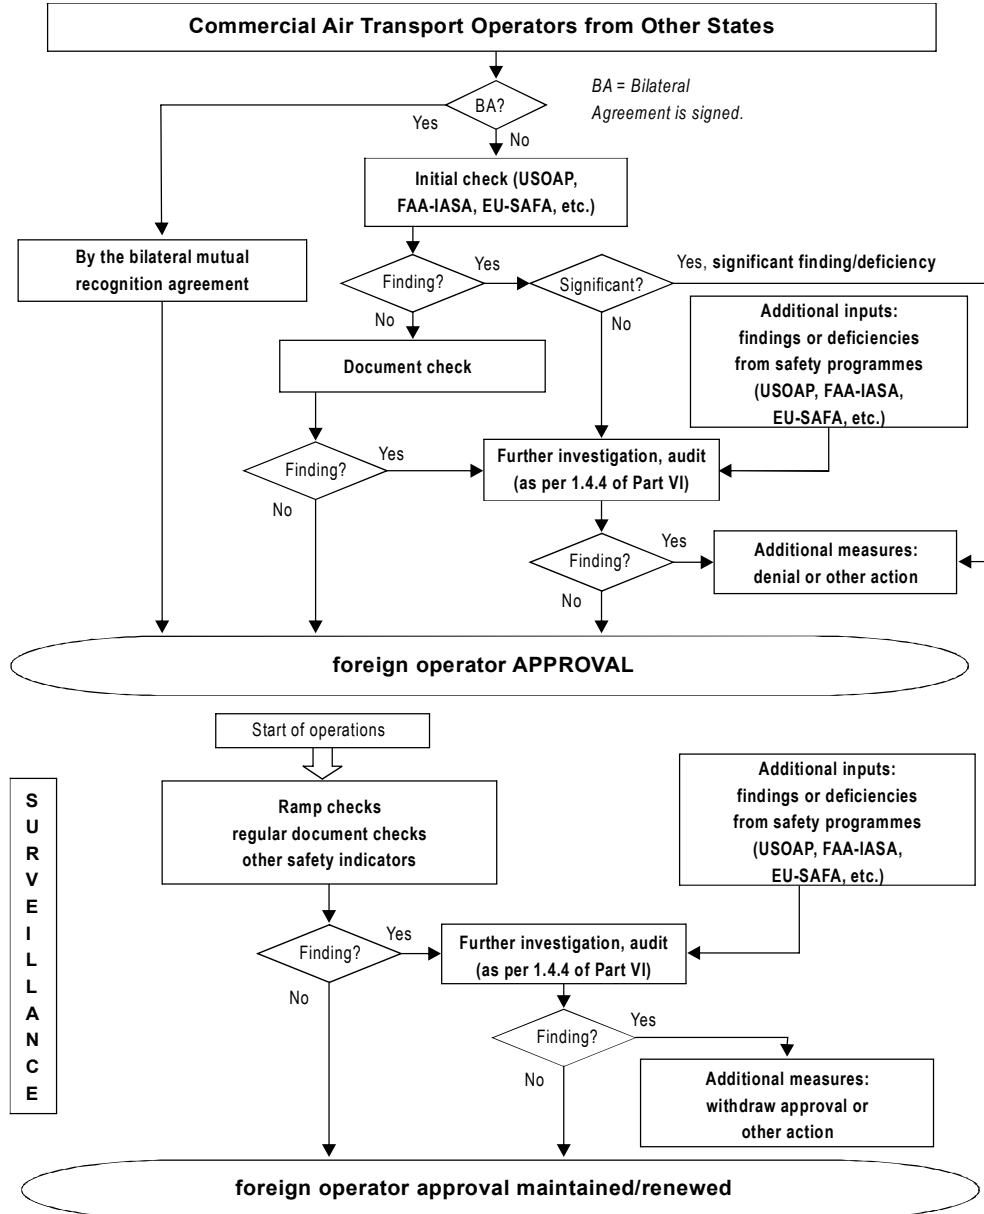 Commercial Air Transport Operators from Other States
BA?
BA = Bilateral
Agreement is signed.
Yes
No
Initial check (USOAP,
FAA-IASA, EU-SAFA, etc.)
By the bilateral mutual
recognition agreement
Finding?
Yes
Significant?
Yes, significant finding/deficiency
No
No
Additional inputs:
findings or deficiencies
from safety programmes
(USOAP, FAA-IASA,
EU-SAFA, etc.)
Document check
Finding?
Yes
Further investigation, audit
(as per 1.4.4 of Part VI)
No
Finding?
Yes
Additional measures:
denial or other action
No
foreign operator APPROVAL
Start of operations
SURVEILLANCE
Ramp checks
regular document checks
other safety indicators
Additional inputs:
findings or deficiencies
from safety programmes
(USOAP, FAA-IASA,
EU-SAFA, etc.)
Finding?
Yes
Further investigation, audit
(as per 1.4.4 of Part VI)
No
Finding?
Yes
No
Additional measures:
withdraw approval or
other action
foreign operator approval maintained/renewed